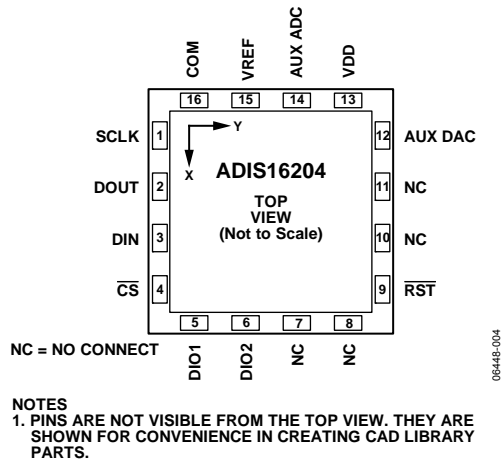 COM VREF AUX ADC VDD
16 15 14 13
SCLK 1 Y 12 AUX DAC
X ADIS16204
DOUT 2 TOP 11 NC
VIEW
DIN 3 (Not to Scale) 10 NC
CS 4 9 RST
5 6 7 8
NC = NO CONNECT
DIO1 DIO2 NC NC
06448-004
NOTES
1. PINS ARE NOT VISIBLE FROM THE TOP VIEW. THEY ARE
SHOWN FOR CONVENIENCE IN CREATING CAD LIBRARY
PARTS.